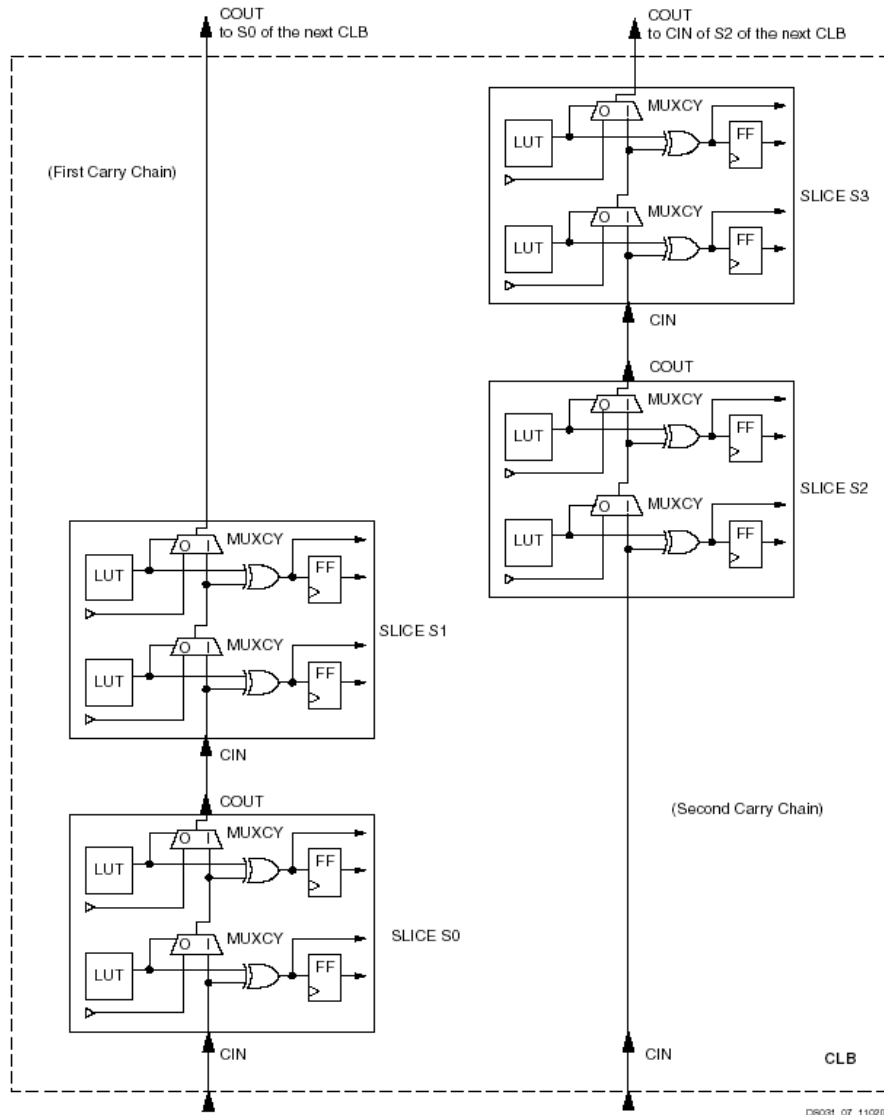 COUT
to S0 of the next CLB
COUT
to CIN of S2 of the next CLB
(First Carry Chain)
O I MUXCY
LUT
FF
SLICE S3
O I MUXCY
LUT
FF
CIN
COUT
O I MUXCY
LUT
FF
SLICE S2
O I MUXCY
LUT
FF
O I MUXCY
LUT
FF
SLICE S1
O I MUXCY
LUT
FF
CIN
COUT
(Second Carry Chain)
O I MUXCY
LUT
FF
SLICE S0
O I MUXCY
LUT
FF
CIN
CIN
CLB